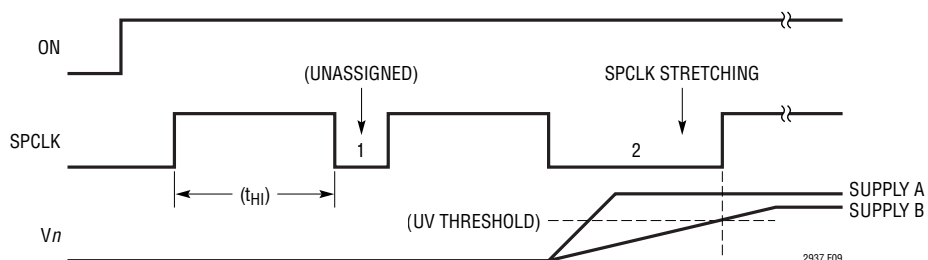 ON
(UNASSIGNED)
SPCLK STRETCHING
SPCLK
1
2
(tHI)
SUPPLY A
(UV THRESHOLD)
SUPPLY B
Vn
2937 F09